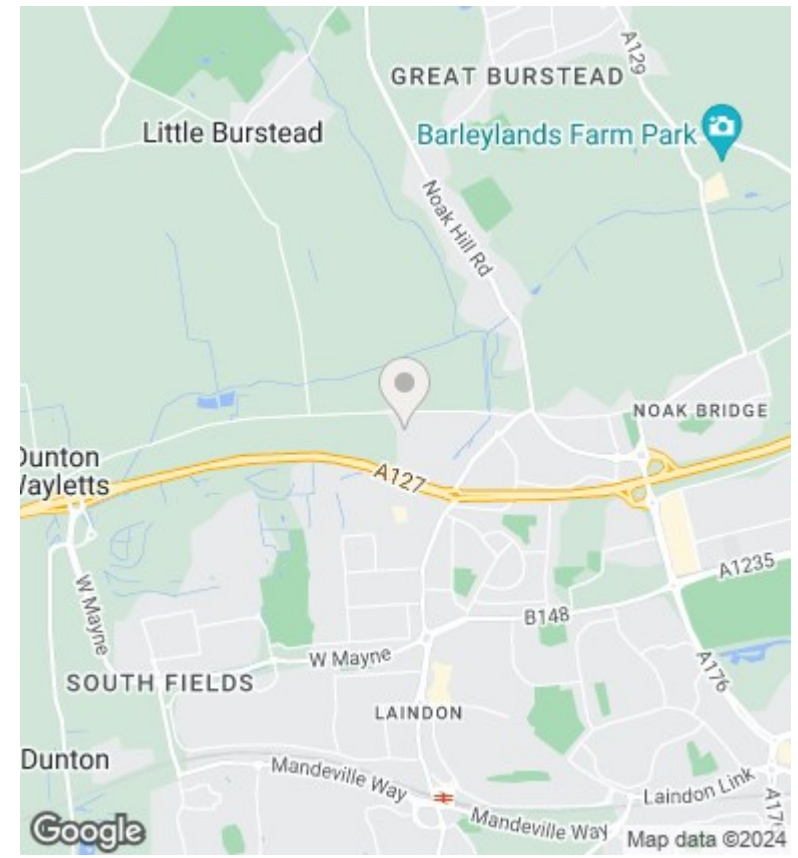 A129
GREAT BURSTEAD
Little Burstead
Barleylands Farm Park
Noak Hill Rd
NOAK BRIDGE
Dunton
Wayletts
A127
A1235
W Mayne
B148
W Mayne
SOUTH FIELDS
A176
LAINDON
Dunton
Mandeville Way
Laindon Link
A176
Mandeville Way
Google
Map data ©2024